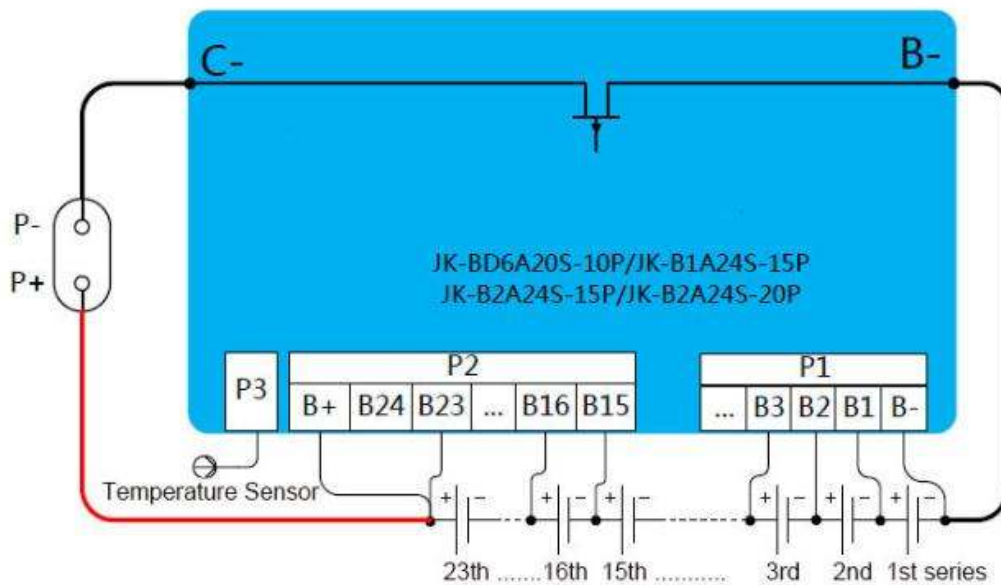 C- B-
P-
P+
JK-BD6A20S-10P/JK-B1A24S-15P
JK-B2A24S-15P/JK-B2A24S-20P
P3 P2 P1
B+ B24 B23 ... B16 B15 ... B3 B2 B1 B-
Temperature Sensor
+ - + - + - + - + - + -
23th .......16th 15th ........... 3rd 2nd 1st series